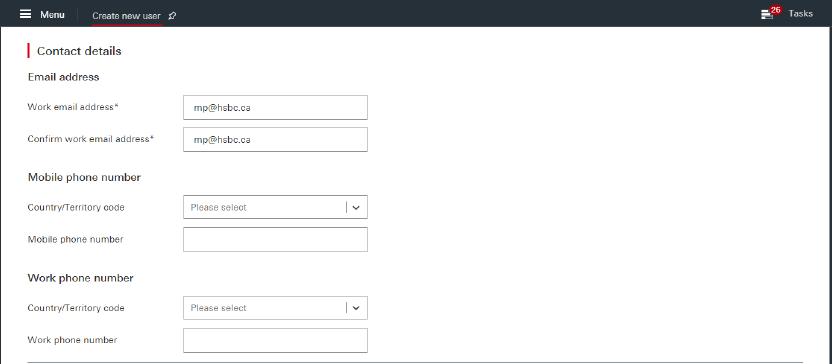 Menu Create new user 26 Tasks
Contact details
Email address
Work email address* mp@hsbc.ca
Confirm work email address* mp@hsbc.ca
Mobile phone number
Country/Territory code Please select
Mobile phone number
Work phone number
Country/Territory code Please select
Work phone number